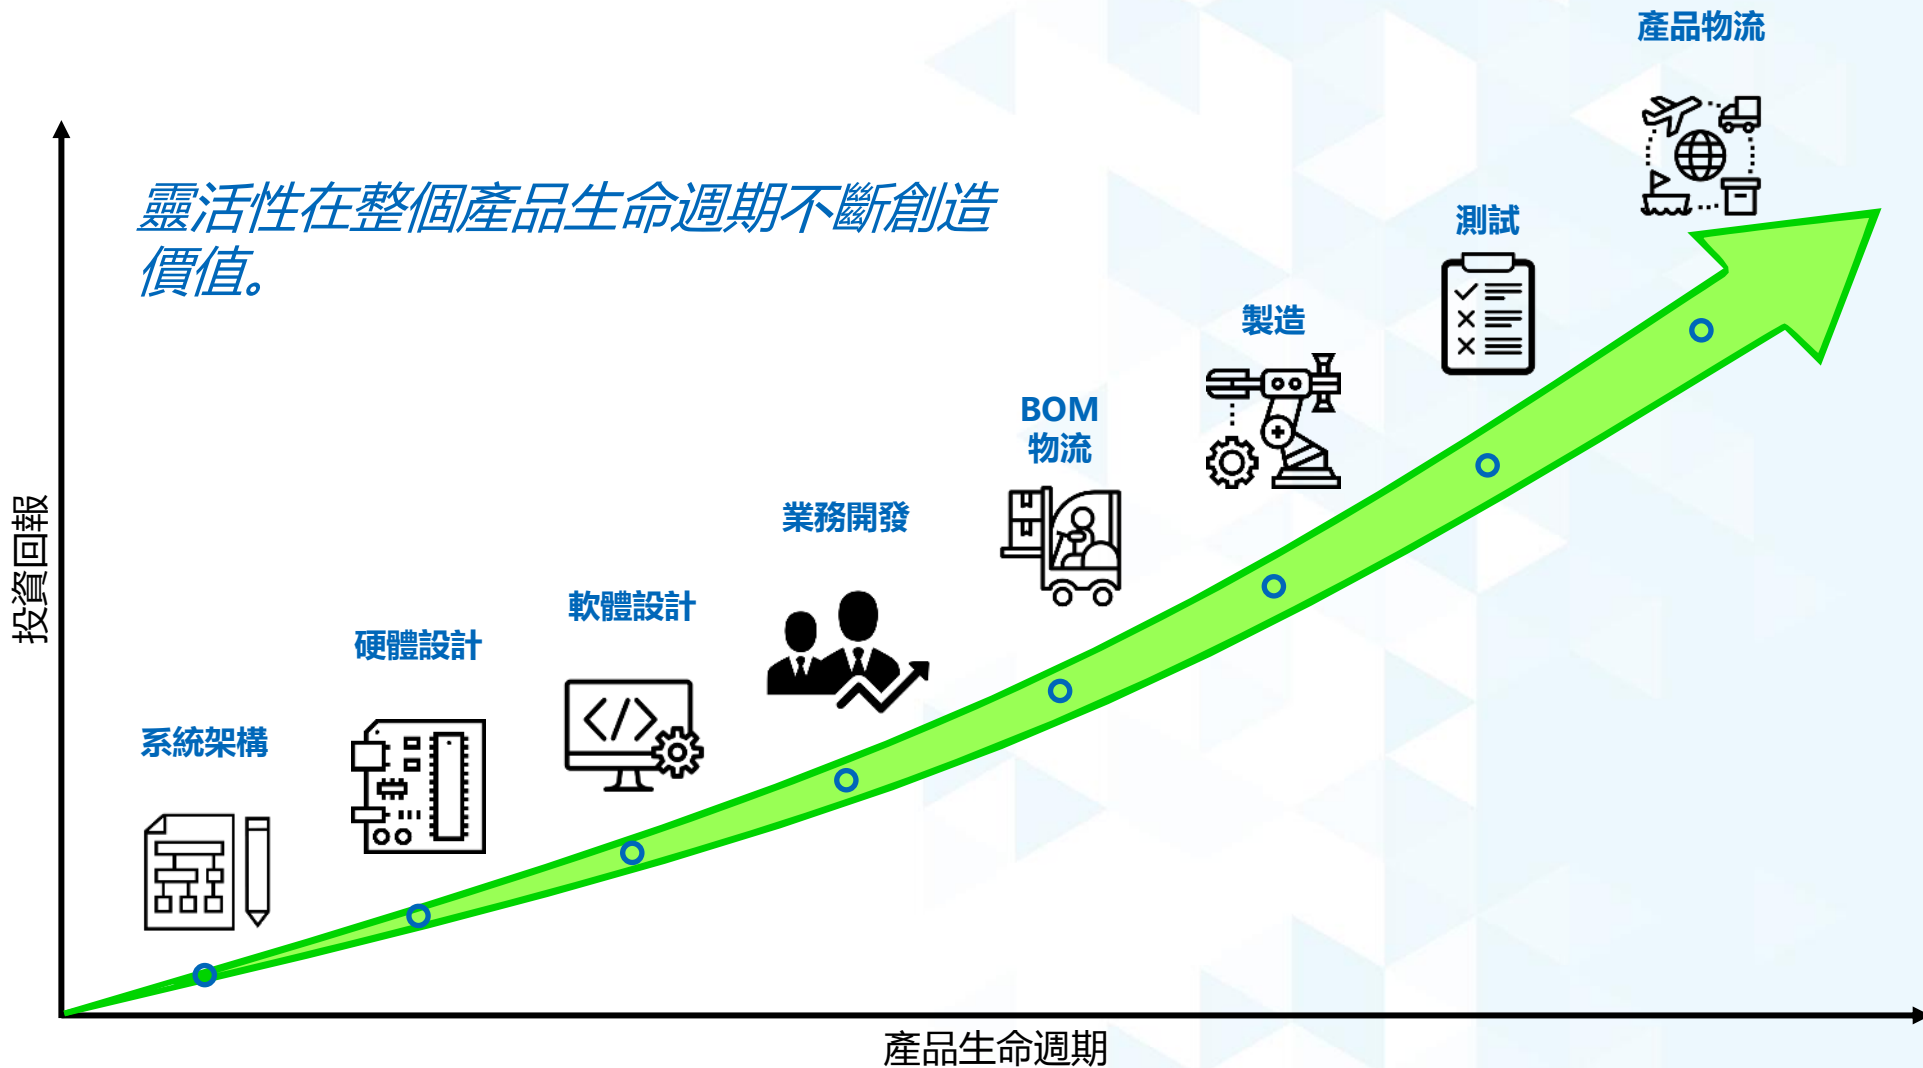 產品物流
靈活性在整個產品生命週期不斷創造
價值。
測試
製造
BOM
物流
業務開發
軟體設計
硬體設計
系統架構
投資回報
產品生命週期